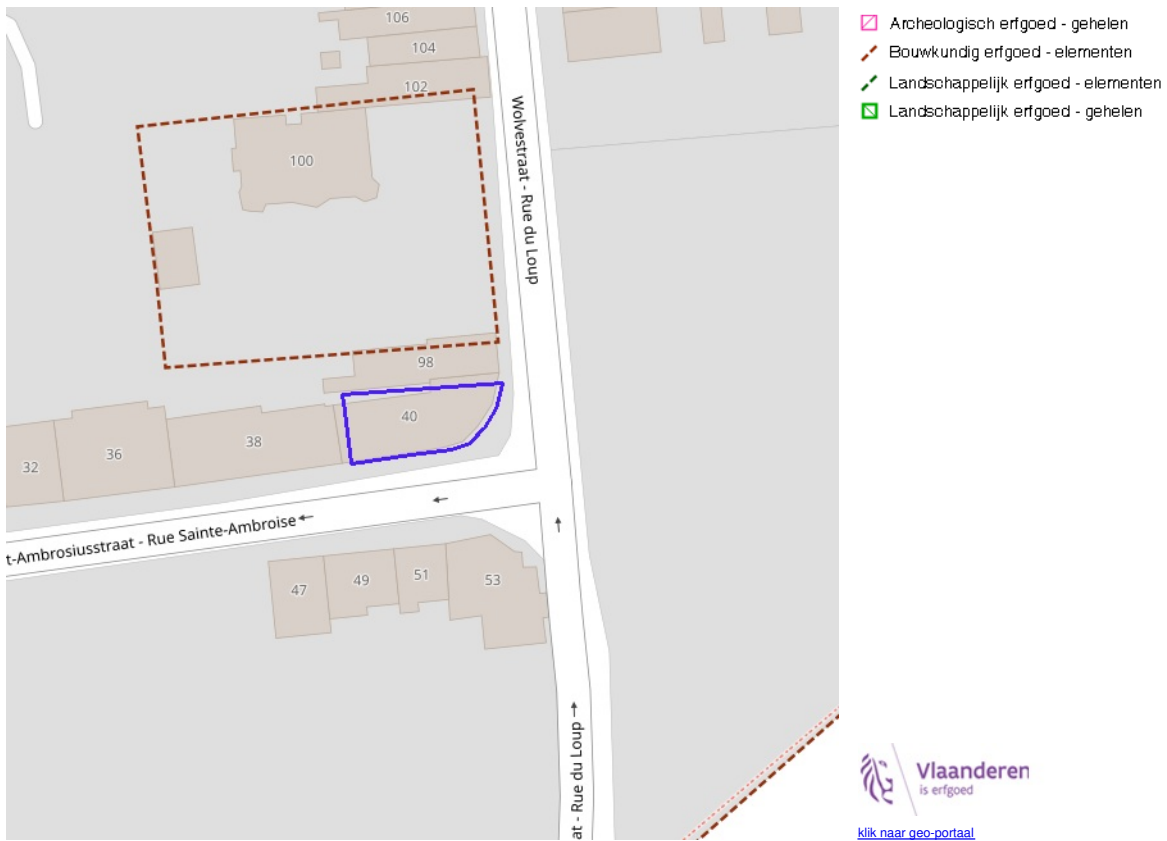 106
104
102
100
Wolvestraat - Rue du Loup
98
40
38
36
32
t-Ambrosiusstraat - Rue Sainte-Ambroise
47
49
51
53
at - Rue du Loup
Archeologisch erfgoed - gehelen
Bouwkundig erfgoed - elementen
Landschappelijk erfgoed - elementen
Landschappelijk erfgoed - gehelen
Vlaanderen
is erfgoed
klik naar geo-portaal